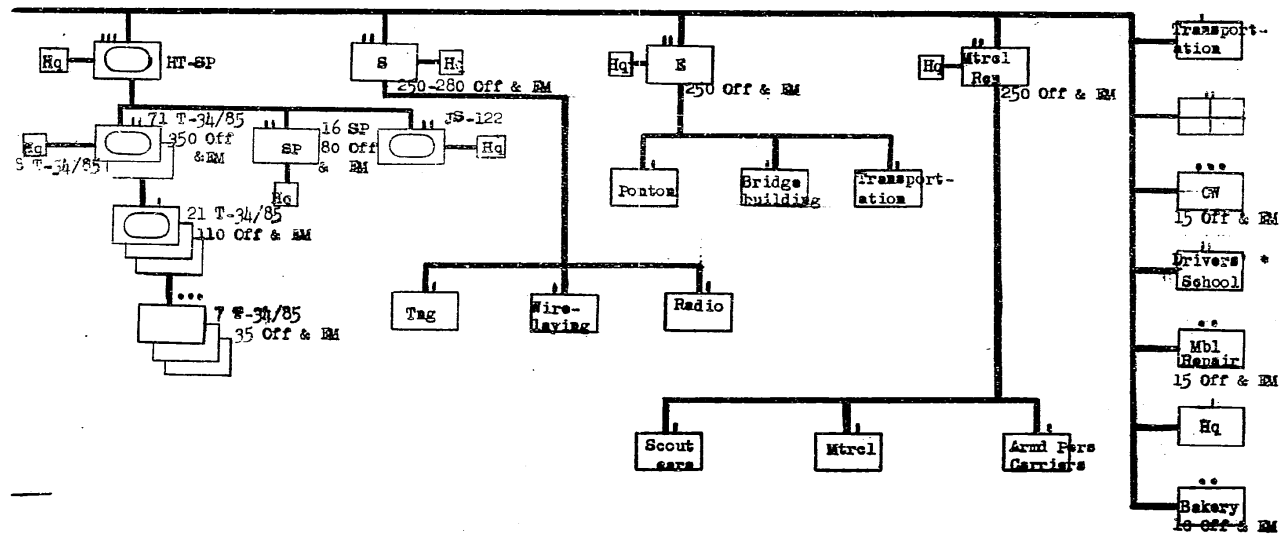 Hq
HT-SP
71 T-34/85
350 Off
& EM
Hq
S T-34/85
16 SP
80 Off
& EM
SP
Hq
JS-122
Hq
21 T-34/85
110 Off & EM
7 T-34/85
35 Off & EM
S
Hq
250-280 Off & EM
Tng
Wire-
laying
Radio
Hq
E
250 Off & EM
Ponton
Bridge
building
Transport-
ation
Hq
Mtrcl
Rcn
250 Off & EM
Scout
cars
Mtrcl
Armd Pers
Carriers
Transport-
ation
CW
15 Off & EM
Drivers' *
School
Mbl
Repair
15 Off & EM
Hq
Bakery
Off & EM